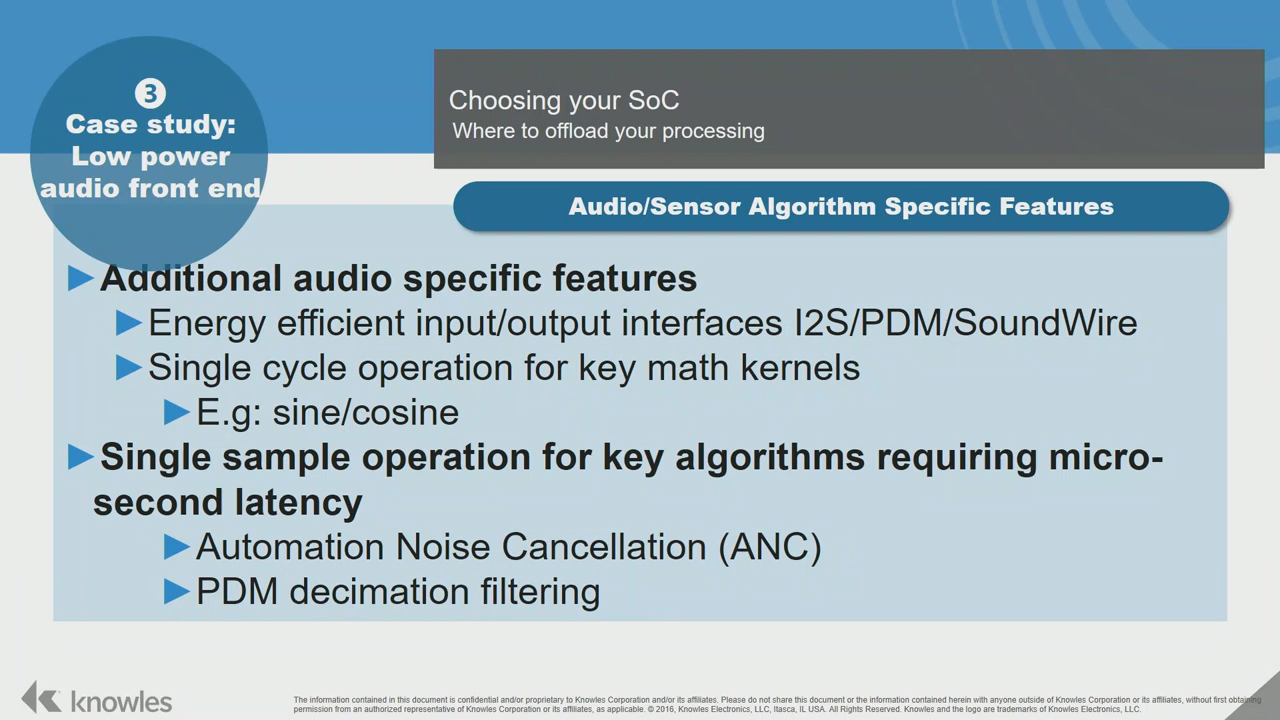 3
Case study:
Low power
audio front end
Choosing your SoC
Where to offload your processing
Audio/Sensor Algorithm Specific Features
Additional audio specific features
Energy efficient input/output interfaces I2S/PDM/SoundWire
Single cycle operation for key math kernels
E.g: sine/cosine
Single sample operation for key algorithms requiring micro-
second latency
Automation Noise Cancellation (ANC)
PDM decimation filtering
knowles
The information contained in this document is confidential and/or proprietary to Knowles Corporation and/or its affiliates. Please do not share this document or the information contained herein with anyone outside of Knowles Corporation or its affiliates, without first obtaining
permission from an authorized representative of Knowles Corporation or its affiliates, as applicable. © 2016, Knowles Electronics, LLC, Itasca, IL USA. All Rights Reserved. Knowles and the logo are trademarks of Knowles Electronics, LLC.